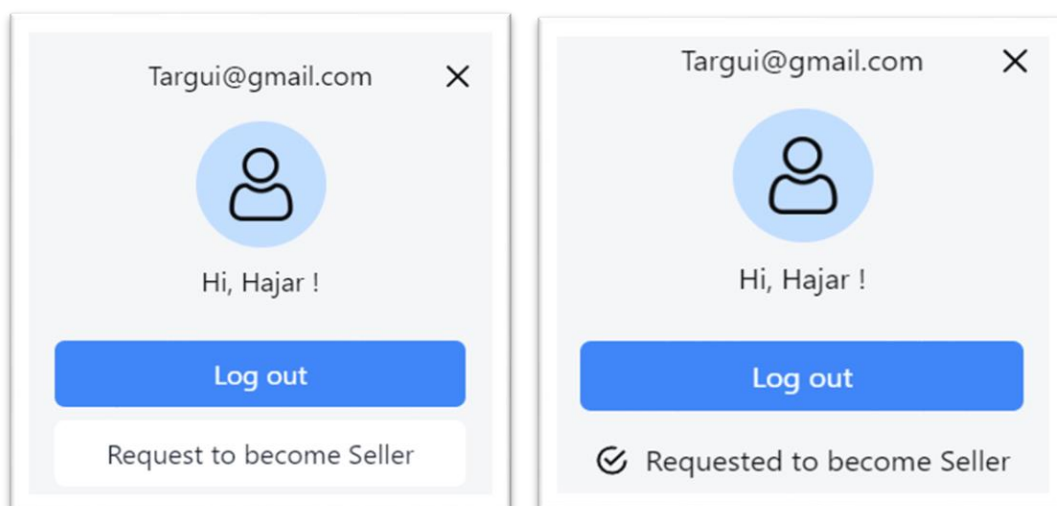 Targui@gmail.com
Hi, Hajar !
Log out
Request to become Seller
Targui@gmail.com
Hi, Hajar !
Log out
Requested to become Seller